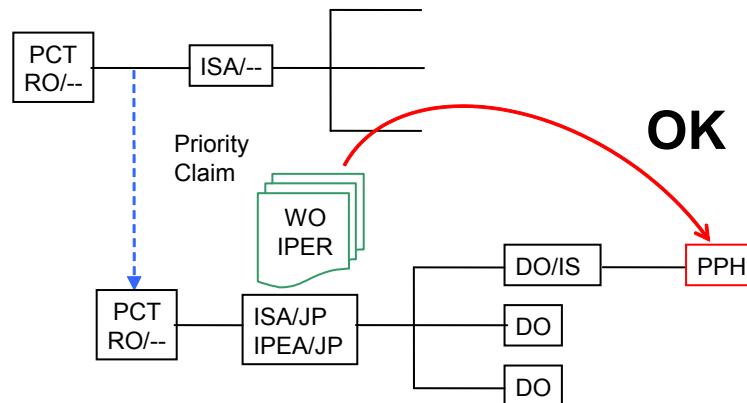 PCT
RO/--
ISA/--
OK
Priority
Claim
WO
IPER
DO/IS
PPH
PCT
RO/--
ISA/JP
IPEA/JP
DO
DO